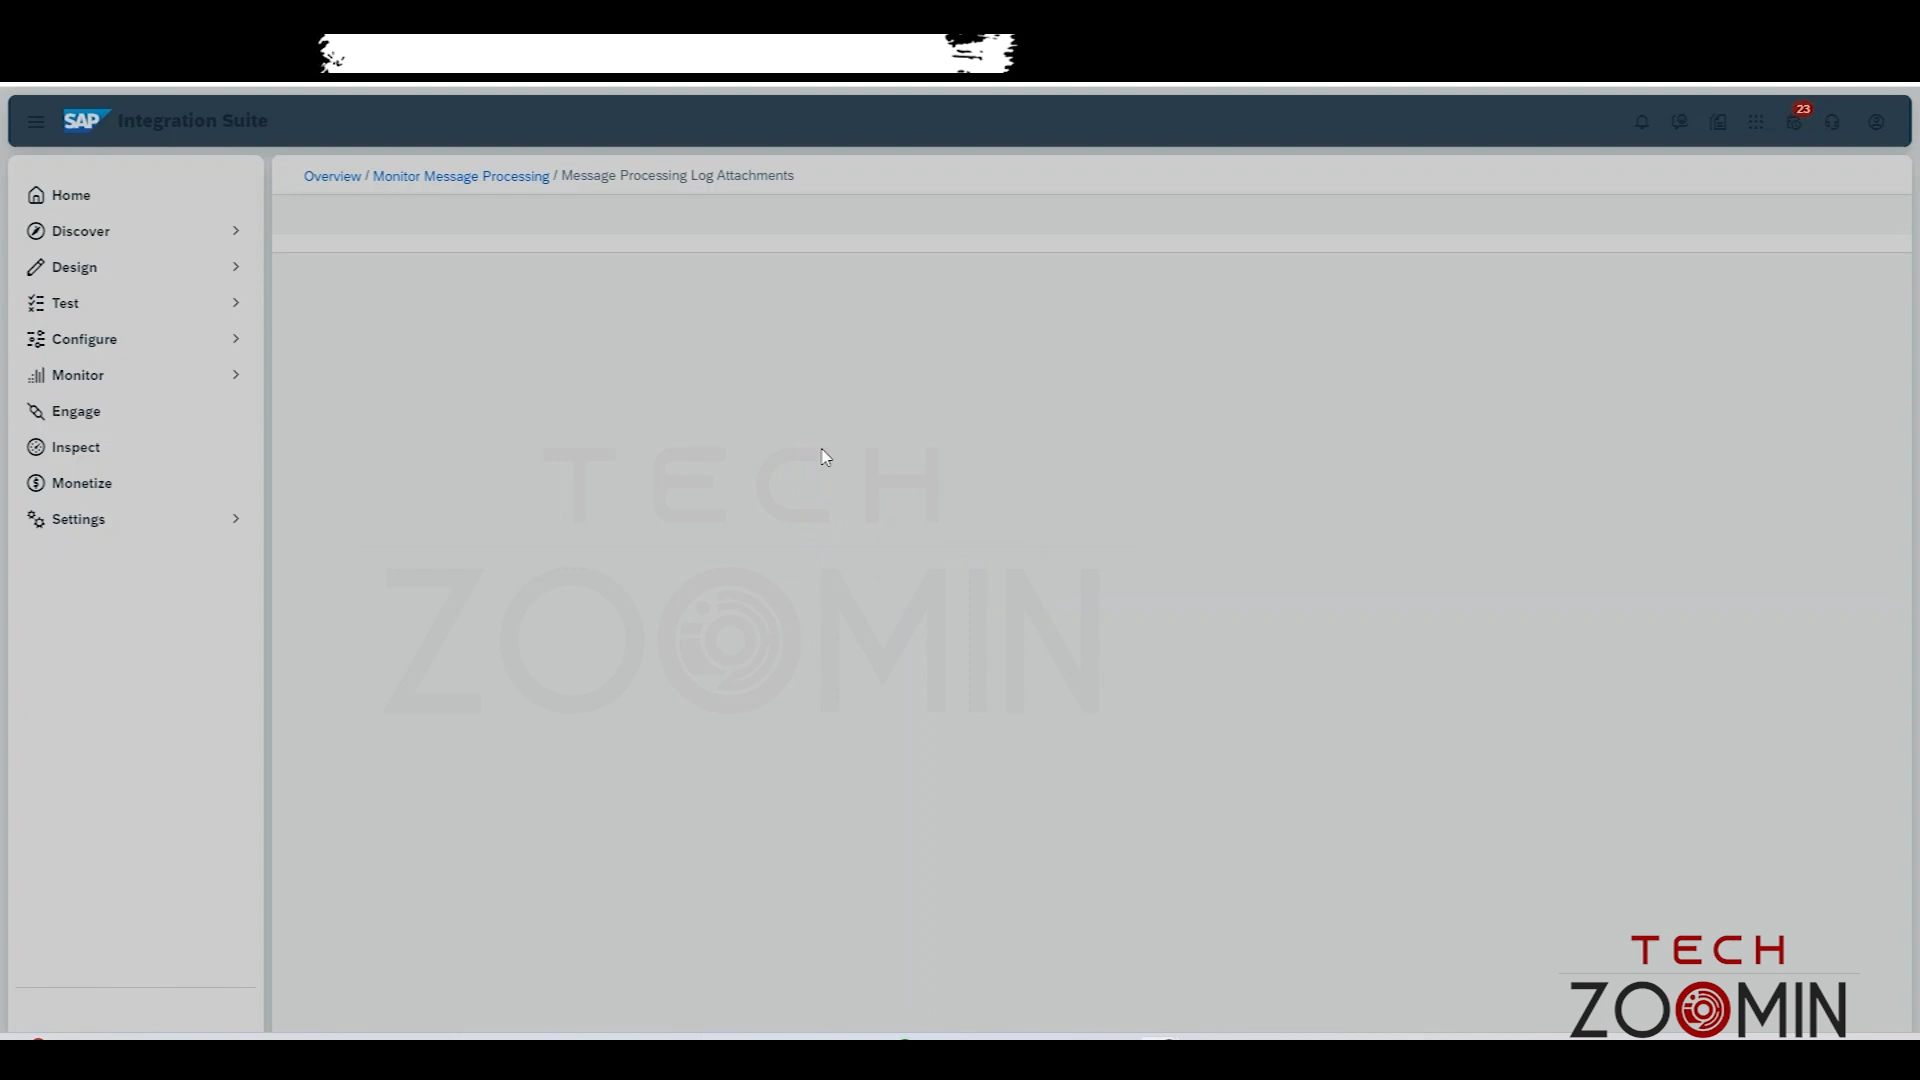 SAP Integration Suite
23
Overview / Monitor Message Processing / Message Processing Log Attachments
Home
Discover
Design
Test
Configure
Monitor
Engage
Inspect
Monetize
Settings
TECH
ZOOMIN
TECH
ZOOMIN